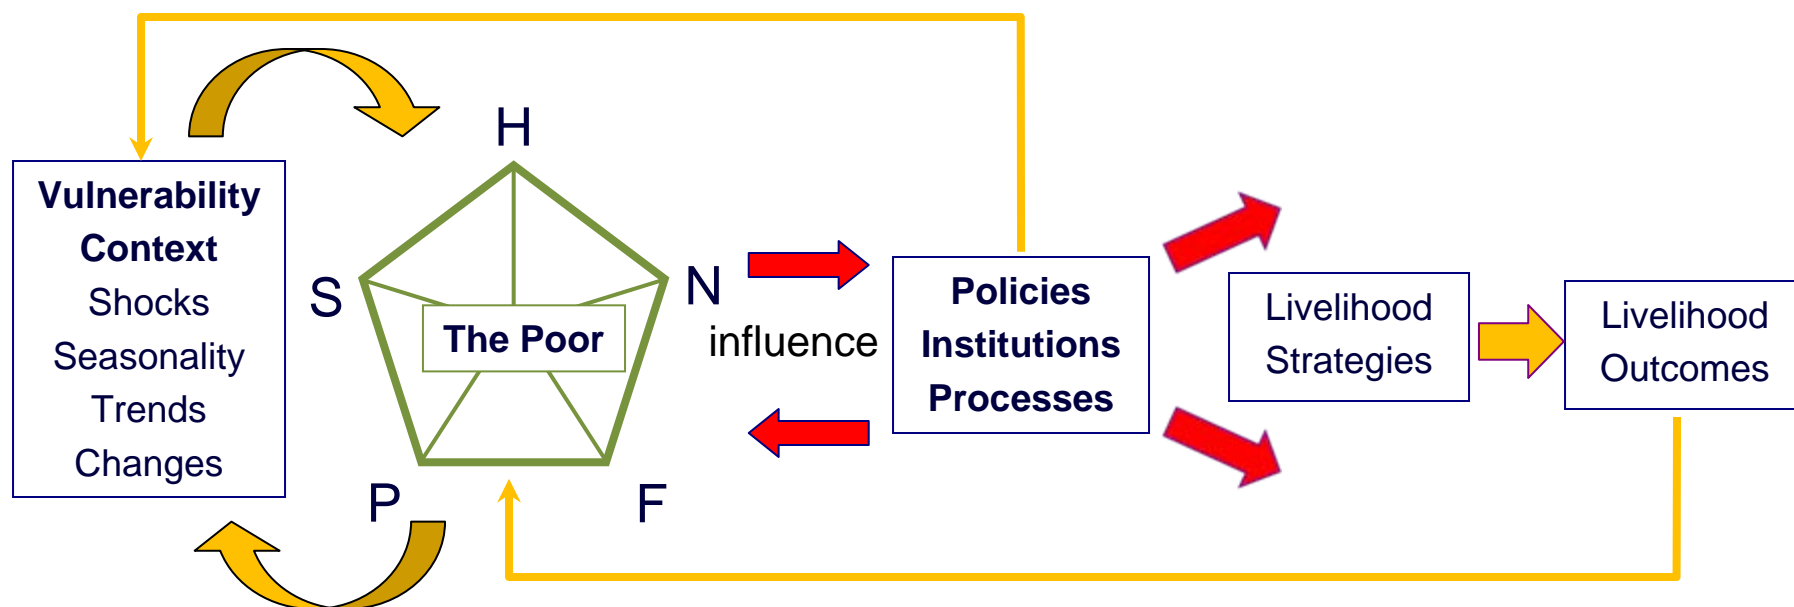 Vulnerability
Context
Shocks
Seasonality
Trends
Changes
H
S
N
The Poor
P
F
influence
Policies
Institutions
Processes
Livelihood
Strategies
Livelihood
Outcomes